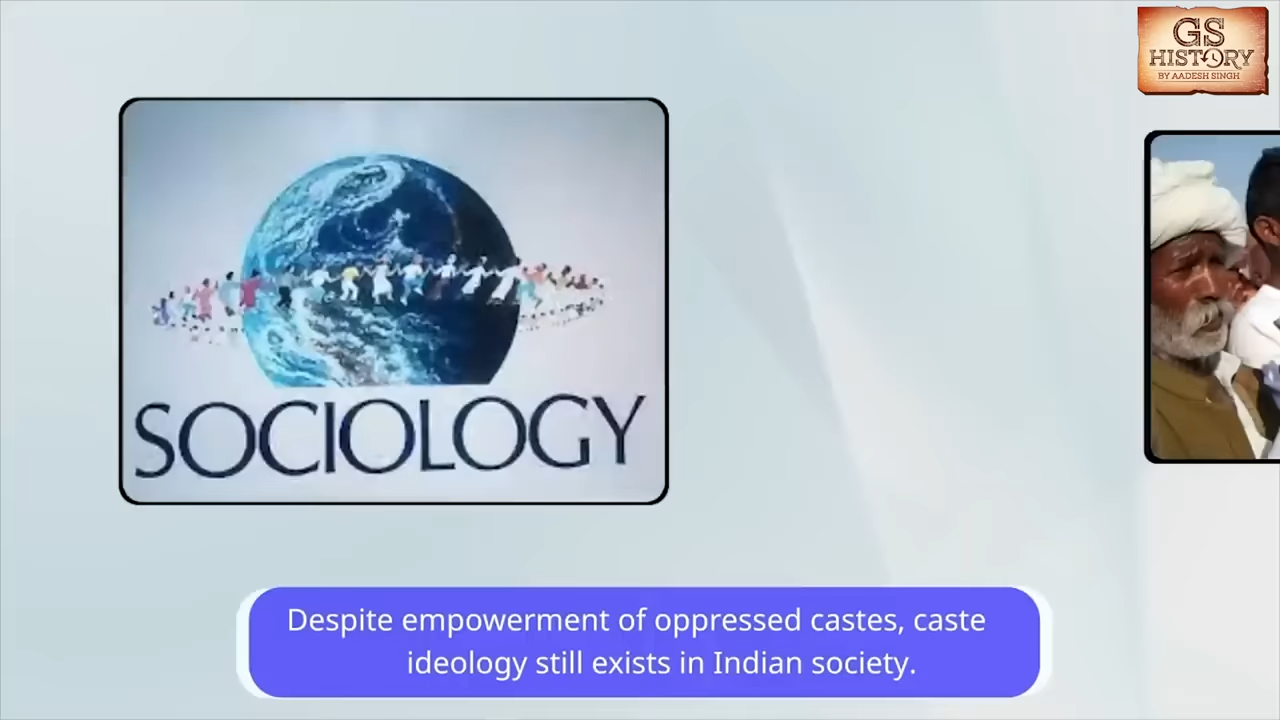 GS
HISTORY
BY AADESH SINGH
SOCIOLOGY
Despite empowerment of oppressed castes, caste
ideology still exists in Indian society.